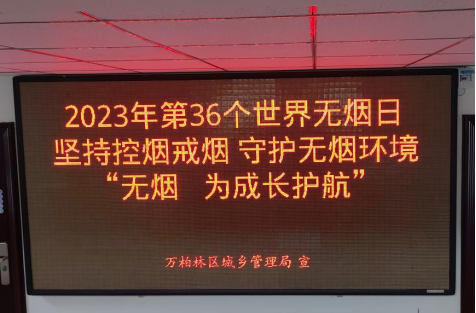 2023年第36个世界无烟日
坚持控烟戒烟 守护无烟环境
“无烟 为成长护航”
万柏林区城乡管理局 宣